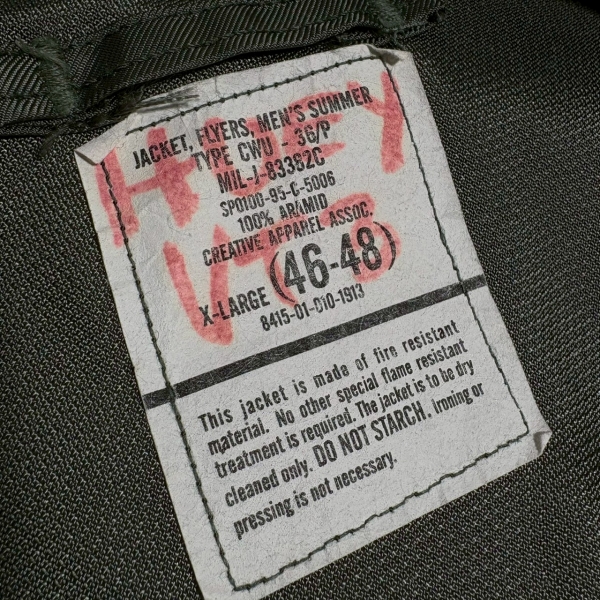 JACKET, FLYERS, MEN'S SUMMER
TYPE CWU - 36/P
MIL-J-83382C
SPO100-95-C-5006
100% ARAMID
CREATIVE APPAREL ASSOC.
X-LARGE (46-48)
8415-01-010-1913
This jacket is made of fire resistant
material. No other special flame resistant
treatment is required. The jacket is to be dry
cleaned only. DO NOT STARCH. Ironing or
pressing is not necessary.